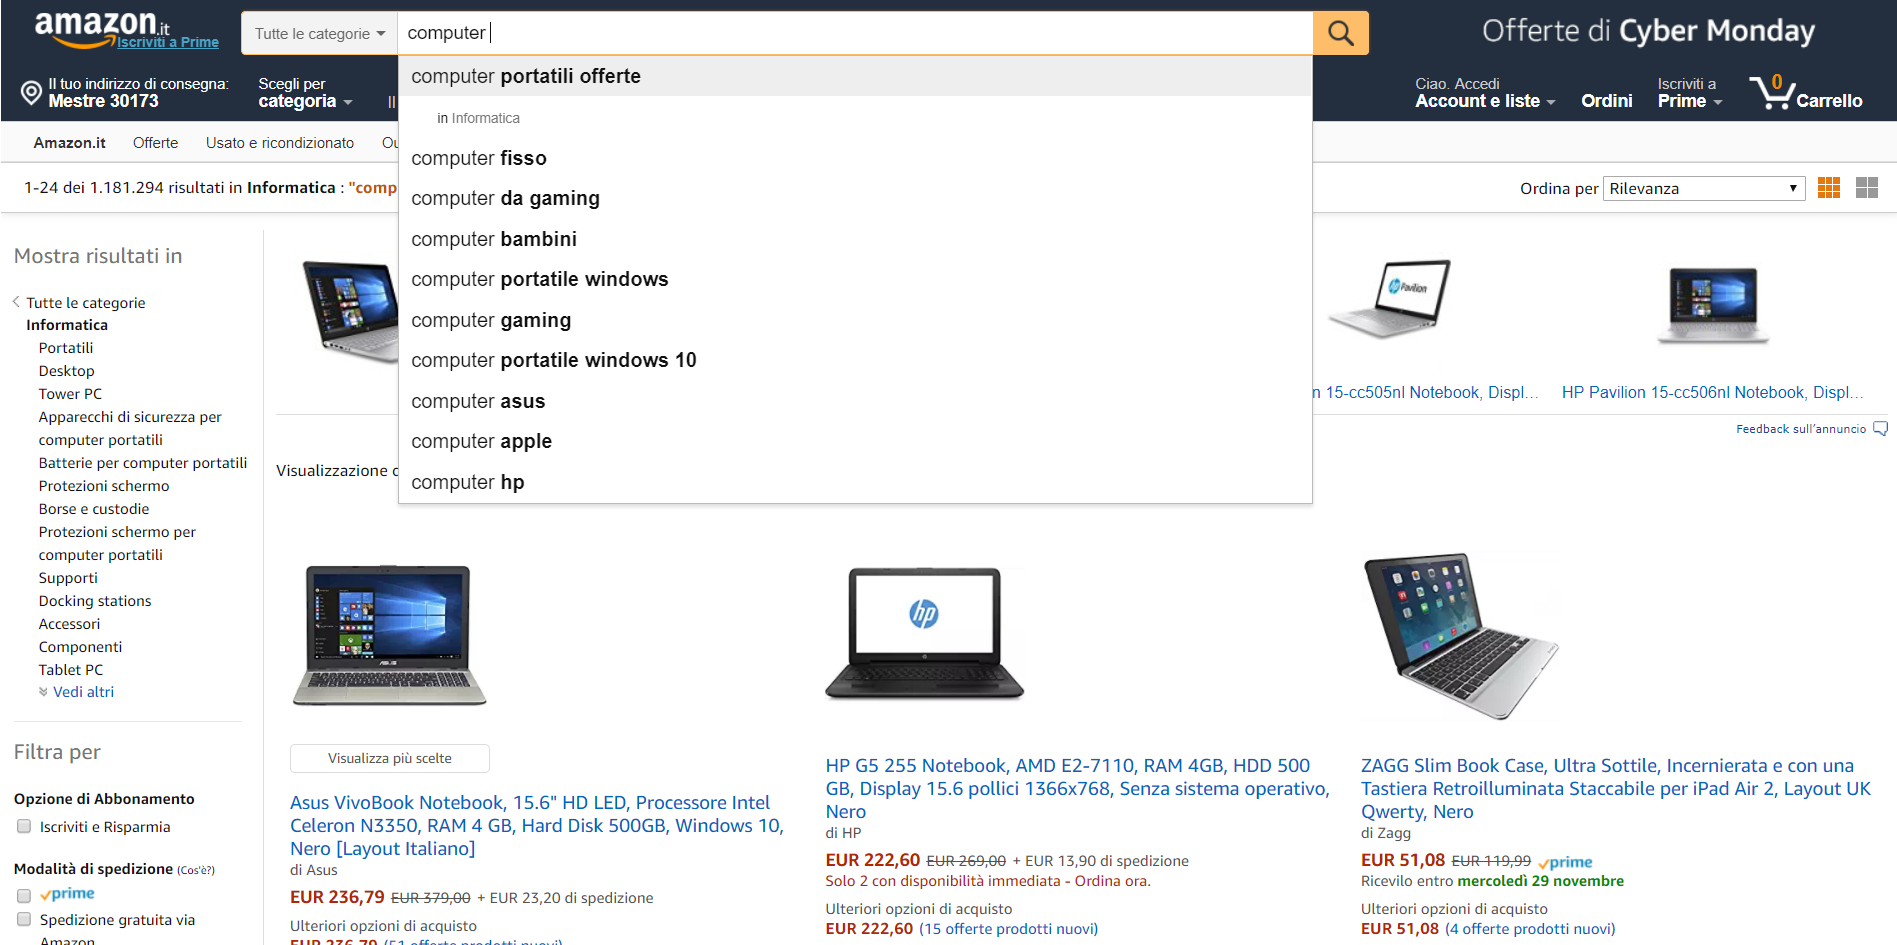 amazon.it
Iscriviti a Prime
Tutte le categorie
computer
Offerte di Cyber Monday
Il tuo indirizzo di consegna:
Mestre 30173
Scegli per
categoria
Il
Ciao. Accedi
Account e liste
Ordini
Iscriviti a
Prime
0
Carrello
computer portatili offerte
in Informatica
computer fisso
computer da gaming
computer bambini
computer portatile windows
computer gaming
computer portatile windows 10
computer asus
computer apple
computer hp
Amazon.it
Offerte
Usato e ricondizionato
Ou
1-24 dei 1.181.294 risultati in Informatica : "comp
Ordina per
Rilevanza
Mostra risultati in
Tutte le categorie
Informatica
Portatili
Desktop
Tower PC
Apparecchi di sicurezza per
computer portatili
Batterie per computer portatili
Protezioni schermo
Borse e custodie
Protezioni schermo per
computer portatili
Supporti
Docking stations
Accessori
Componenti
Tablet PC
Vedi altri
Filtra per
Opzione di Abbonamento
Iscriviti e Risparmia
Modalità di spedizione (Cos'è?)
prime
Spedizione gratuita via
Amazon
hp Pavilion
n 15-cc505nl Notebook, Displ...
HP Pavilion 15-cc506nl Notebook, Displ...
Feedback sull'annuncio
Visualizzazione
ASUS
Visualizza più scelte
Asus VivoBook Notebook, 15.6" HD LED, Processore Intel
Celeron N3350, RAM 4 GB, Hard Disk 500GB, Windows 10,
Nero [Layout Italiano]
di Asus
EUR 236,79 EUR 379,00 + EUR 23,20 di spedizione
Ulteriori opzioni di acquisto
EUR 236,79 (51 offerte prodotti nuovi)
hp
HP G5 255 Notebook, AMD E2-7110, RAM 4GB, HDD 500
GB, Display 15.6 pollici 1366x768, Senza sistema operativo,
Nero
di HP
EUR 222,60 EUR 269,00 + EUR 13,90 di spedizione
Solo 2 con disponibilità immediata - Ordina ora.
Ulteriori opzioni di acquisto
EUR 222,60 (15 offerte prodotti nuovi)
ZAGG Slim Book Case, Ultra Sottile, Incernierata e con una
Tastiera Retroilluminata Staccabile per iPad Air 2, Layout UK
Qwerty, Nero
di Zagg
EUR 51,08 EUR 119,99 prime
Ricevilo entro mercoledì 29 novembre
Ulteriori opzioni di acquisto
EUR 51,08 (4 offerte prodotti nuovi)